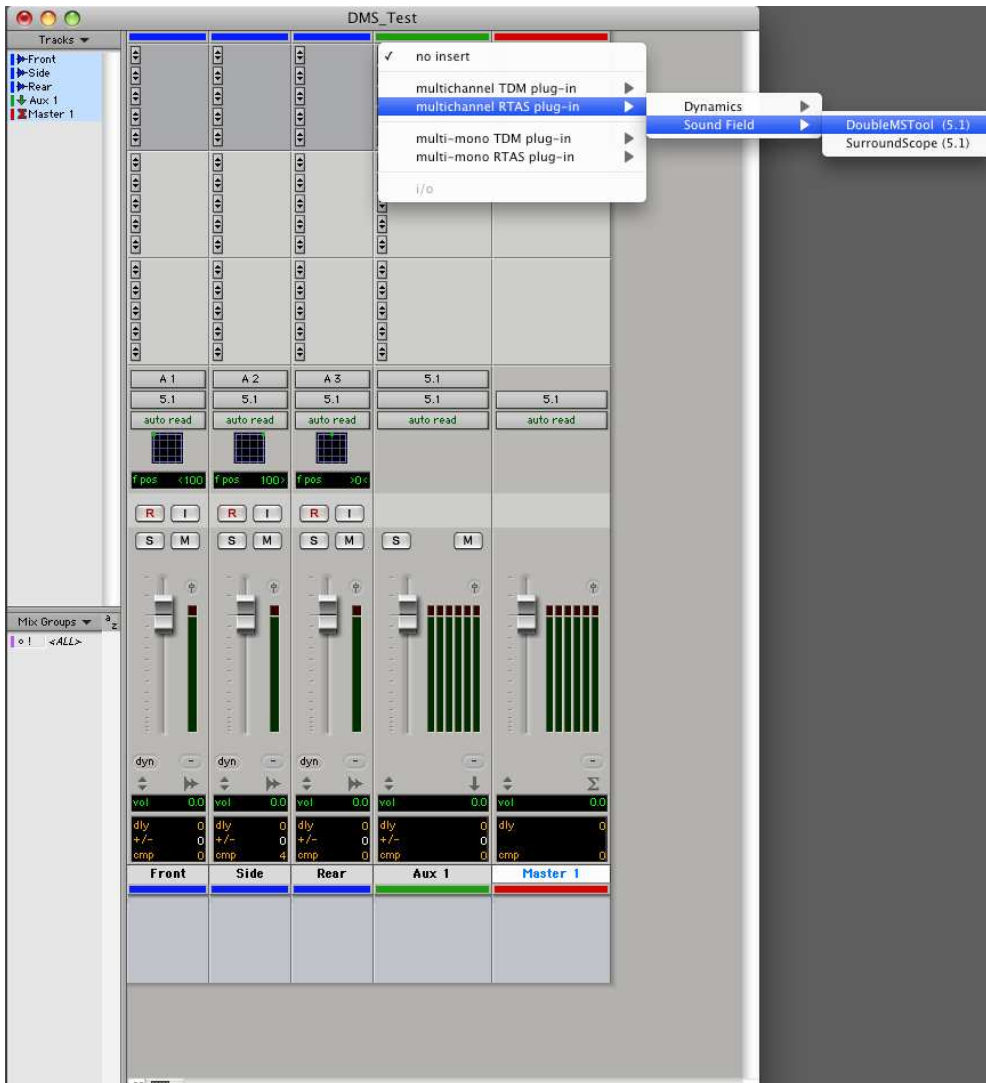 DMS_Test
Tracks
Front
Side
Rear
Aux 1
Master 1
✓ no insert
multichannel TDM plug-in
multichannel RTAS plug-in
multi-mono TDM plug-in
multi-mono RTAS plug-in
i/o
Dynamics
Sound Field
DoubleMSTool (5.1)
SurroundScope (5.1)
A 1 A 2 A 3 5.1
5.1 5.1 5.1 5.1 5.1
auto read auto read auto read auto read auto read
f pos <100 f pos 100> f pos >0<
R I R I R I
S M S M S M S M
Mix Groups a z
o ! <ALL>
dyn - dyn - dyn - - -
Σ
vol 0.0 vol 0.0 vol 0.0 vol 0.0 vol 0.0
dly 0 dly 0 dly 0 dly 0 dly 0
+/- 0 +/- 0 +/- 0 +/- 0
cmp 0 cmp 4 cmp 0 cmp 0 cmp 0
Front Side Rear Aux 1 Master 1